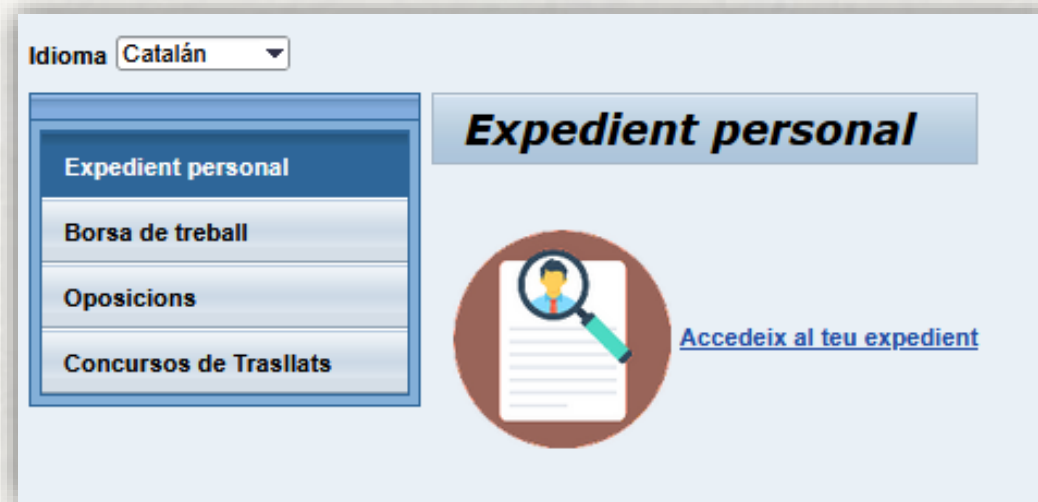 Idioma Catalán
Expedient personal
Borsa de treball
Oposicions
Concursos de Trasllats
Expedient personal
Accedeix al teu expedient